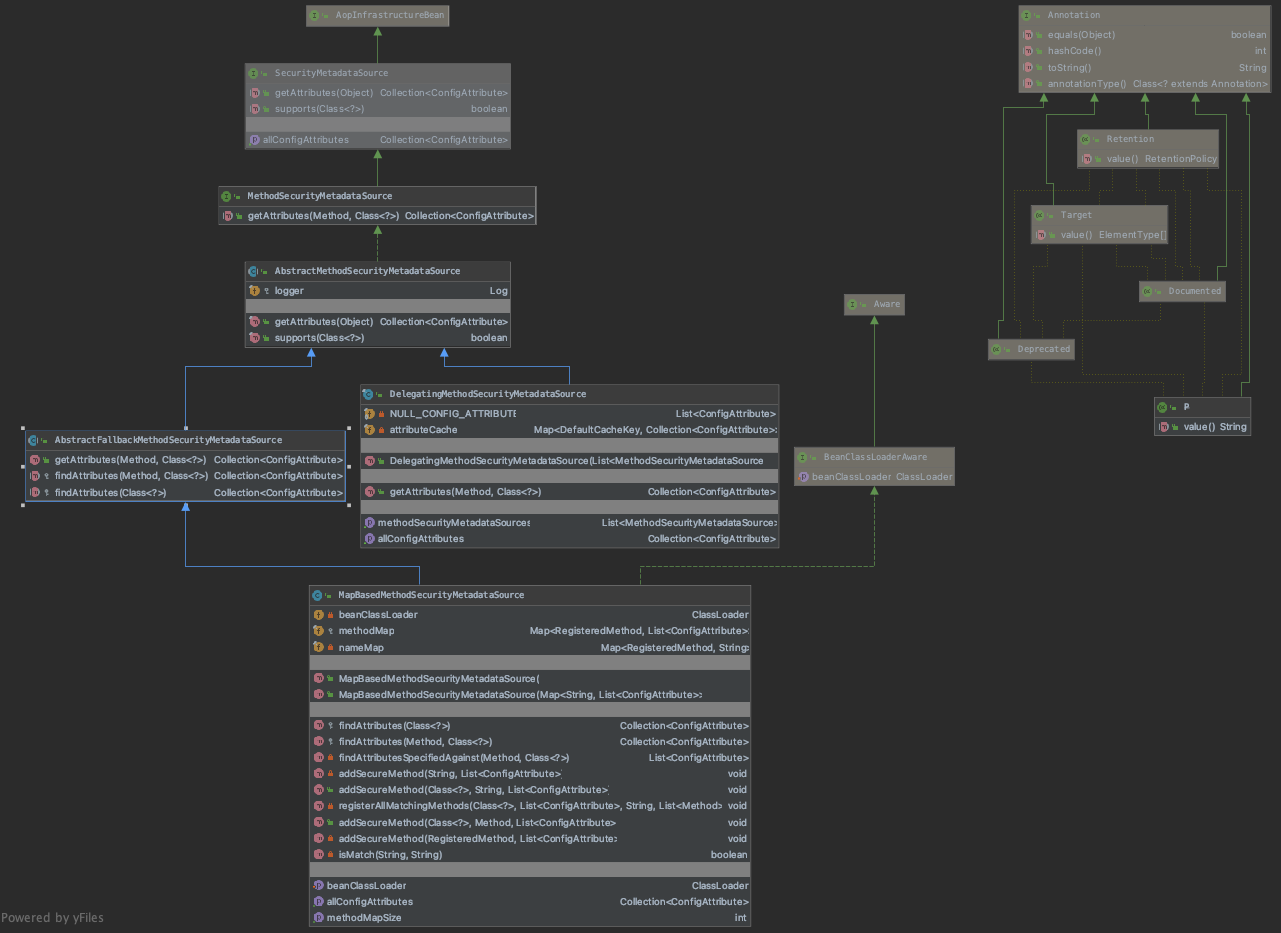 AopInfrastructureBean
SecurityMetadataSource
getAttributes(Object) Collection<ConfigAttribute>
supports(Class<?>) boolean
allConfigAttributes Collection<ConfigAttribute>
MethodSecurityMetadataSource
getAttributes(Method, Class<?>) Collection<ConfigAttribute>
AbstractMethodSecurityMetadataSource
logger Log
getAttributes(Object) Collection<ConfigAttribute>
supports(Class<?>) boolean
AbstractFallbackMethodSecurityMetadataSource
getAttributes(Method, Class<?>) Collection<ConfigAttribute>
findAttributes(Method, Class<?>) Collection<ConfigAttribute>
findAttributes(Class<?>) Collection<ConfigAttribute>
DelegatingMethodSecurityMetadataSource
NULL_CONFIG_ATTRIBUTE List<ConfigAttribute>
attributeCache Map<DefaultCacheKey, Collection<ConfigAttribute>
DelegatingMethodSecurityMetadataSource(List<MethodSecurityMetadataSource
getAttributes(Method, Class<?>) Collection<ConfigAttribute>
methodSecurityMetadataSources List<MethodSecurityMetadataSource>
allConfigAttributes Collection<ConfigAttribute>
MapBasedMethodSecurityMetadataSource
beanClassLoader ClassLoader
methodMap Map<RegisteredMethod, List<ConfigAttribute>
nameMap Map<RegisteredMethod, String>
MapBasedMethodSecurityMetadataSource(
MapBasedMethodSecurityMetadataSource(Map<String, List<ConfigAttribute>
findAttributes(Class<?>) Collection<ConfigAttribute>
findAttributes(Method, Class<?>) Collection<ConfigAttribute>
findAttributesSpecifiedAgainst(Method, Class<?>) List<ConfigAttribute>
addSecureMethod(String, List<ConfigAttribute> void
addSecureMethod(Class<?>, String, List<ConfigAttribute> void
registerAllMatchingMethods(Class<?>, List<ConfigAttribute>, String, List<Method> void
addSecureMethod(Class<?>, Method, List<ConfigAttribute> void
addSecureMethod(RegisteredMethod, List<ConfigAttribute> void
isMatch(String, String) boolean
beanClassLoader ClassLoader
allConfigAttributes Collection<ConfigAttribute>
methodMapSize int
Aware
BeanClassLoaderAware
beanClassLoader ClassLoader
Annotation
equals(Object) boolean
hashCode() int
toString() String
annotationType() Class<? extends Annotation>
Retention
value() RetentionPolicy
Target
value() ElementType[]
Documented
Deprecated
P
value() String
Powered by yFiles